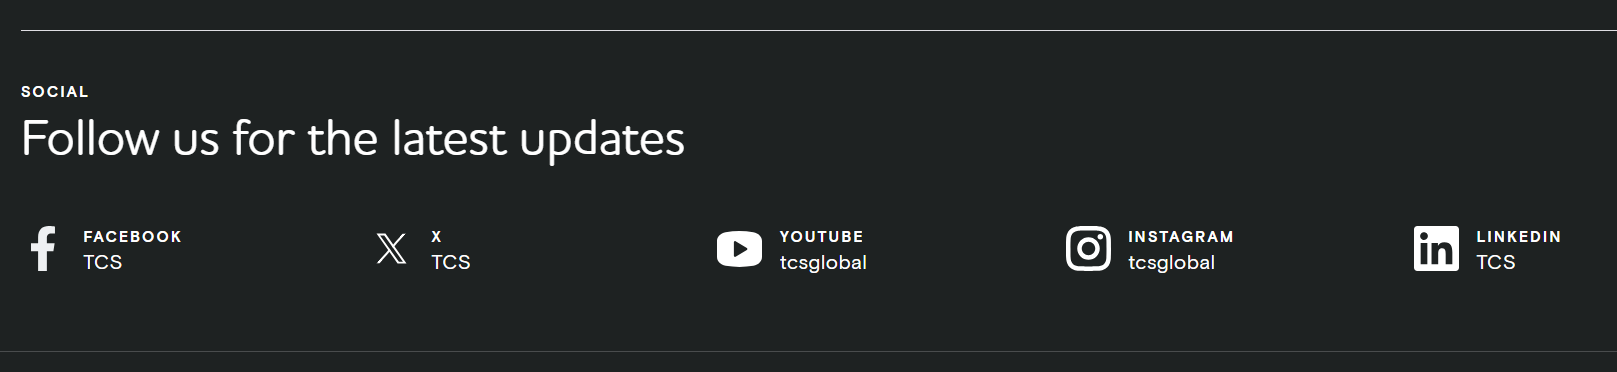 SOCIAL
Follow us for the latest updates
FACEBOOK
TCS
X
TCS
YOUTUBE
tcsglobal
INSTAGRAM
tcsglobal
LINKEDIN
TCS